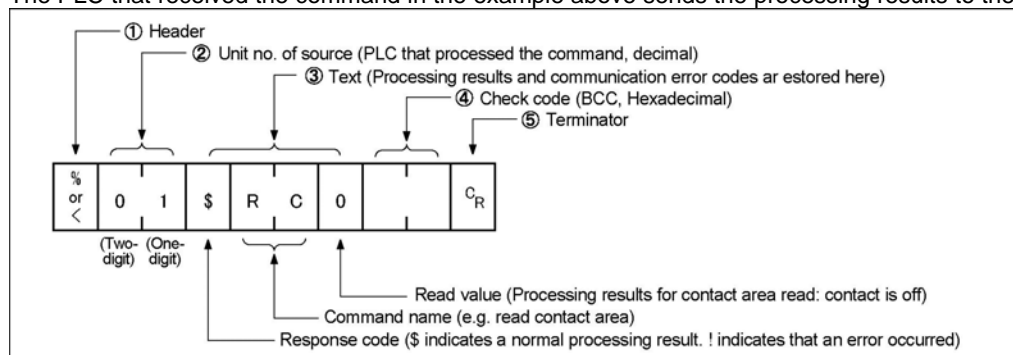 The PLC that received the command in the example above sends the processing results to the
① Header
② Unit no. of source (PLC that processed the command, decimal)
③ Text (Processing results and communication error codes ar estored here)
④ Check code (BCC, Hexadecimal)
⑤ Terminator
% or < 0 1 $ R C 0 CR
(Two-digit) (One-digit)
Read value (Processing results for contact area read: contact is off)
Command name (e.g. read contact area)
Response code ($ indicates a normal processing result. ! indicates that an error occurred)